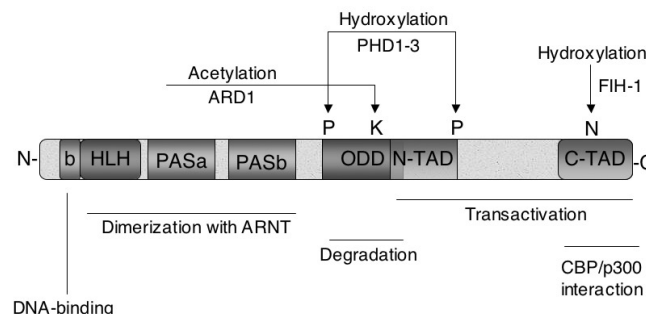 Hydroxylation
PHD1-3
Hydroxylation
FIH-1
Acetylation
ARD1
P K P N
N- b HLH PASa PASb ODD N-TAD C-TAD -C
Transactivation
Dimerization with ARNT
Degradation
CBP/p300
interaction
DNA-binding